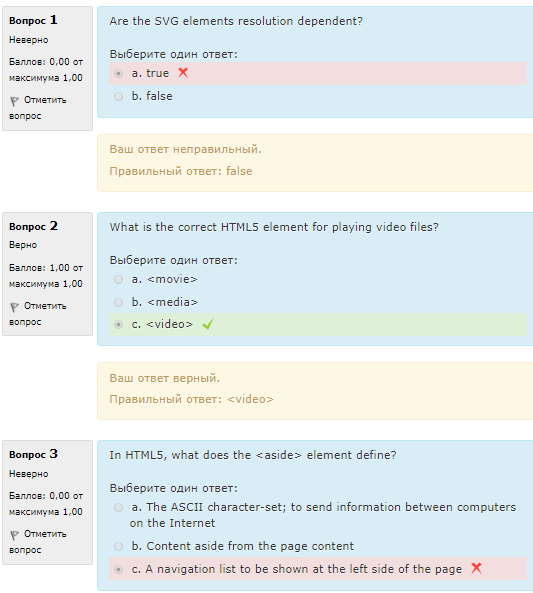 Вопрос 1
Неверно
Баллов: 0,00 от
максимума 1,00
Отметить
вопрос
Are the SVG elements resolution dependent?
Выберите один ответ:
a. true
b. false
Ваш ответ неправильный.
Правильный ответ: false
Вопрос 2
Верно
Баллов: 1,00 от
максимума 1,00
Отметить
вопрос
What is the correct HTML5 element for playing video files?
Выберите один ответ:
a. <movie>
b. <media>
c. <video>
Ваш ответ верный.
Правильный ответ: <video>
Вопрос 3
Неверно
Баллов: 0,00 от
максимума 1,00
Отметить
вопрос
In HTML5, what does the <aside> element define?
Выберите один ответ:
a. The ASCII character-set; to send information between computers
on the Internet
b. Content aside from the page content
c. A navigation list to be shown at the left side of the page